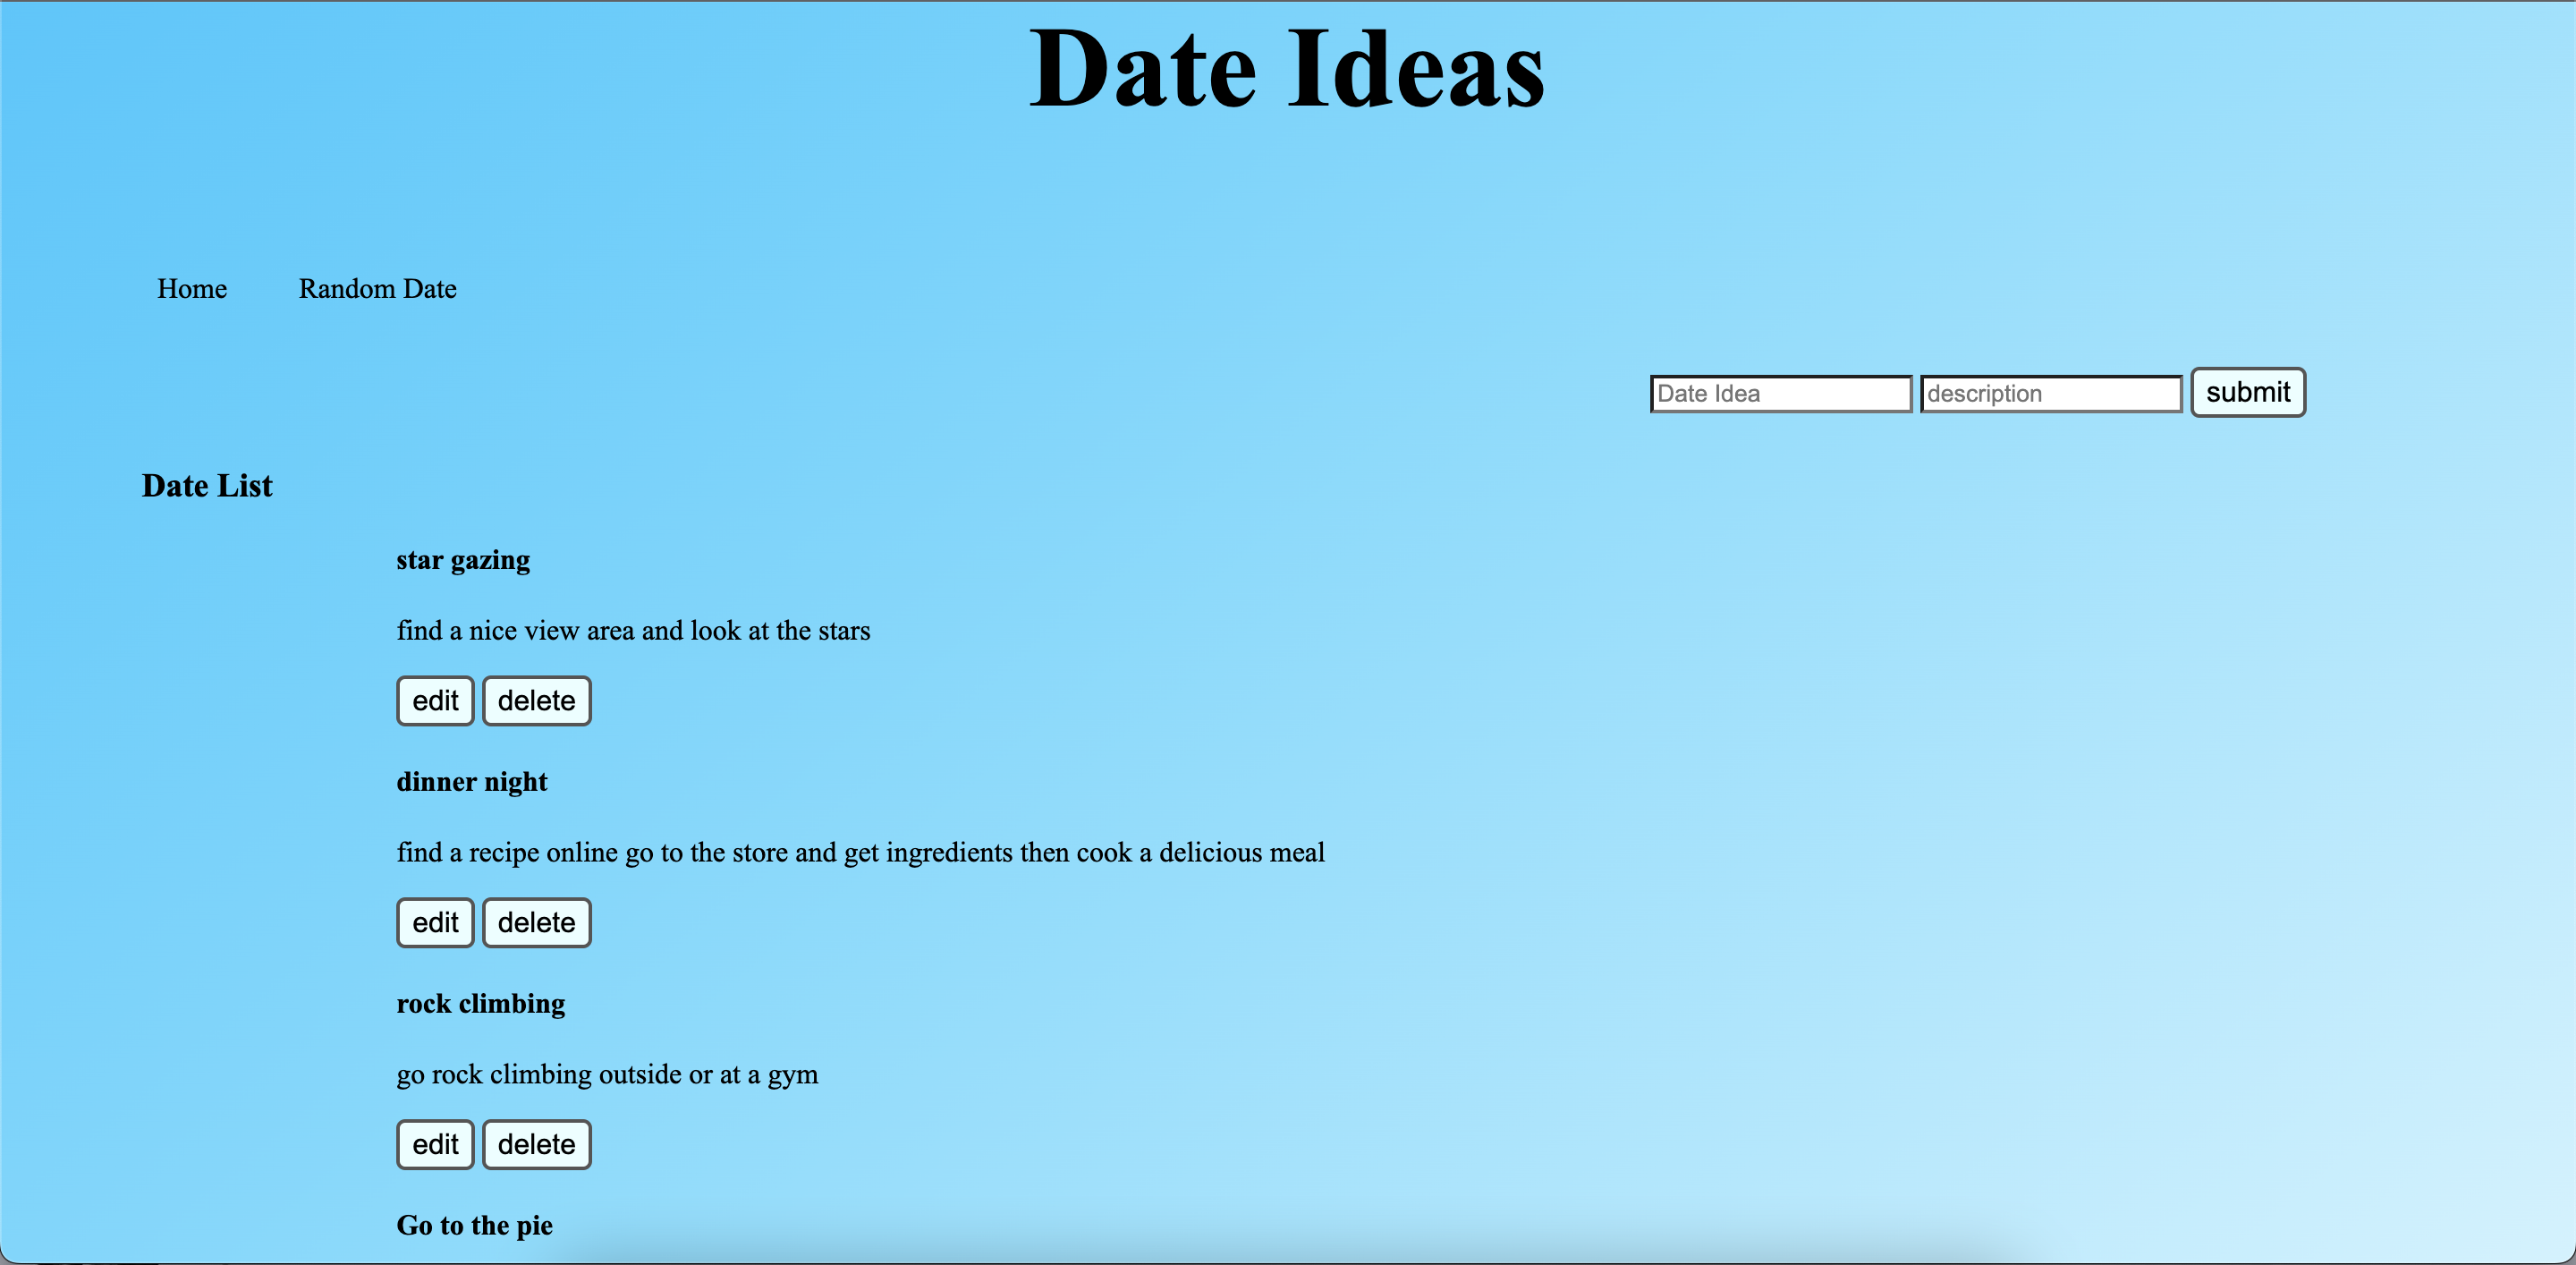 Date Ideas
Home Random Date
Date Idea description submit
Date List
star gazing
find a nice view area and look at the stars
edit delete
dinner night
find a recipe online go to the store and get ingredients then cook a delicious meal
edit delete
rock climbing
go rock climbing outside or at a gym
edit delete
Go to the pie